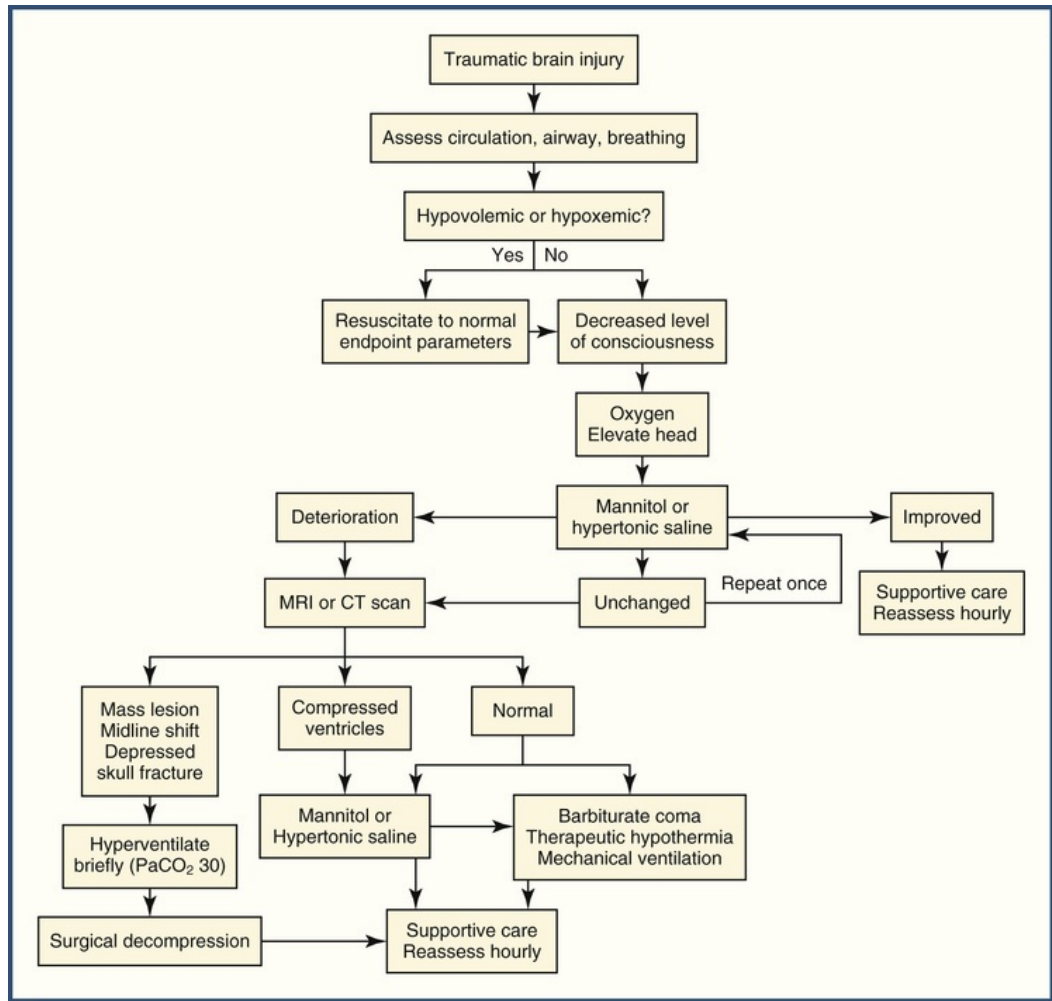 Traumatic brain injury
Assess circulation, airway, breathing
Hypovolemic or hypoxemic?
Yes No
Resuscitate to normal
endpoint parameters
Decreased level
of consciousness
Oxygen
Elevate head
Deterioration
Mannitol or
hypertonic saline
Improved
MRI or CT scan
Unchanged
Repeat once
Supportive care
Reassess hourly
Mass lesion
Midline shift
Depressed
skull fracture
Compressed
ventricles
Normal
Hyperventilate
briefly (PaCO₂ 30)
Mannitol or
Hypertonic saline
Barbiturate coma
Therapeutic hypothermia
Mechanical ventilation
Surgical decompression
Supportive care
Reassess hourly